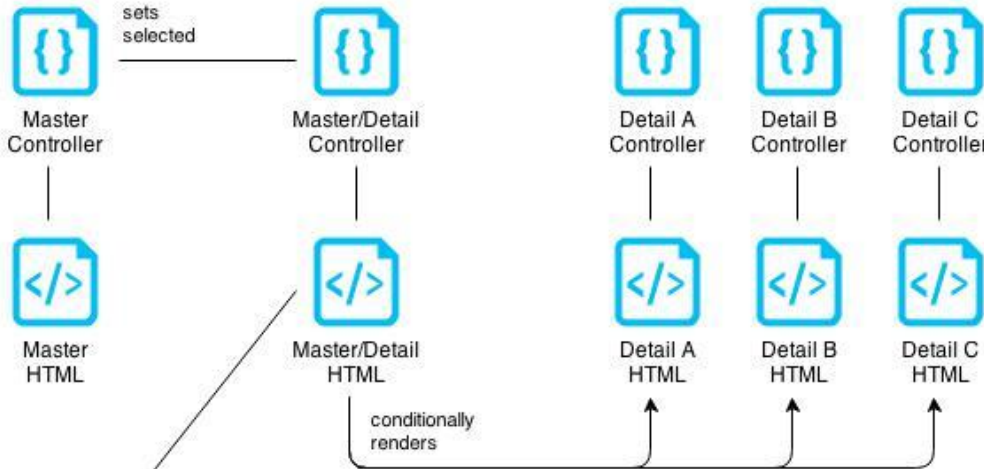 sets
selected
{ }
{ }
{ }
{ }
{ }
Master
Controller
Master/Detail
Controller
Detail A
Controller
Detail B
Controller
Detail C
Controller
</>
</>
</>
</>
</>
Master
HTML
Master/Detail
HTML
Detail A
HTML
Detail B
HTML
Detail C
HTML
conditionally
renders